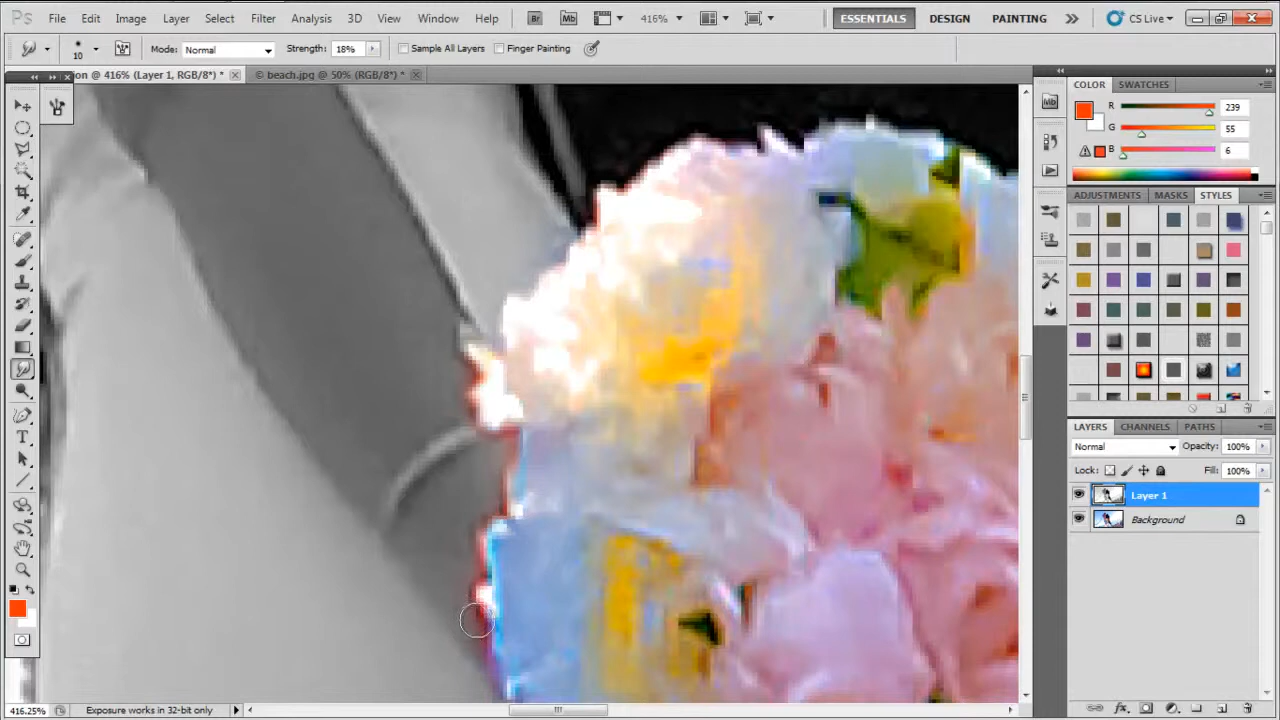 Ps File Edit Image Layer Select Filter Analysis 3D View Window Help Br Mb 416% ESSENTIALS DESIGN PAINTING CS Live
10 Mode: Normal Strength: 18% Sample All Layers Finger Painting
ion @ 416% (Layer 1, RGB/8*) * © beach.jpg @ 50% (RGB/8*) *
COLOR SWATCHES
Mb
R 239
G 55
B 6
ADJUSTMENTS MASKS STYLES
LAYERS CHANNELS PATHS
Normal Opacity: 100%
Lock: Fill: 100%
Layer 1
Background
T
fx
416.25% Exposure works in 32-bit only